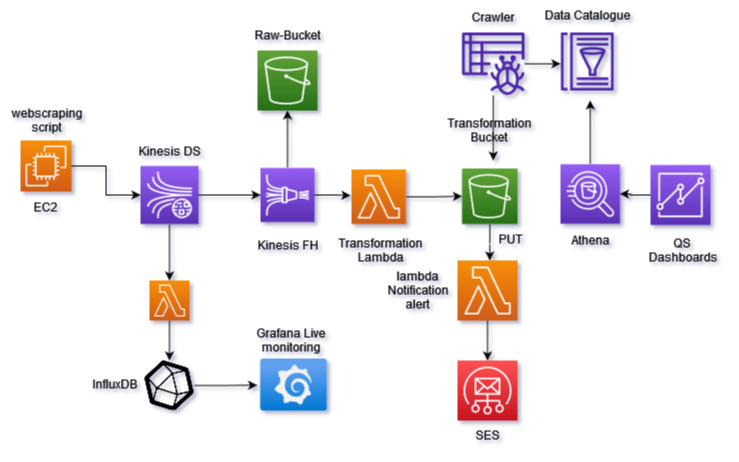 Crawler
Data Catalogue
Raw-Bucket
webscraping
script
Transformation
Bucket
Kinesis DS
EC2
Kinesis FH
Transformation
Lambda
PUT
Athena
QS
Dashboards
lambda
Notification
alert
Grafana Live
monitoring
InfluxDB
SES